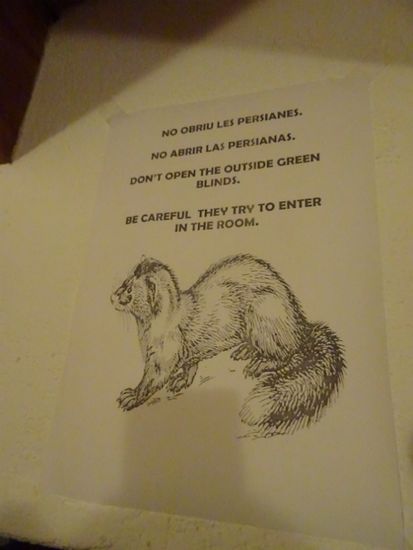 NO OBRIU LES PERSIANES.
NO ABRIR LAS PERSIANAS.
DON'T OPEN THE OUTSIDE GREEN
BLINDS.
BE CAREFUL THEY TRY TO ENTER
IN THE ROOM.